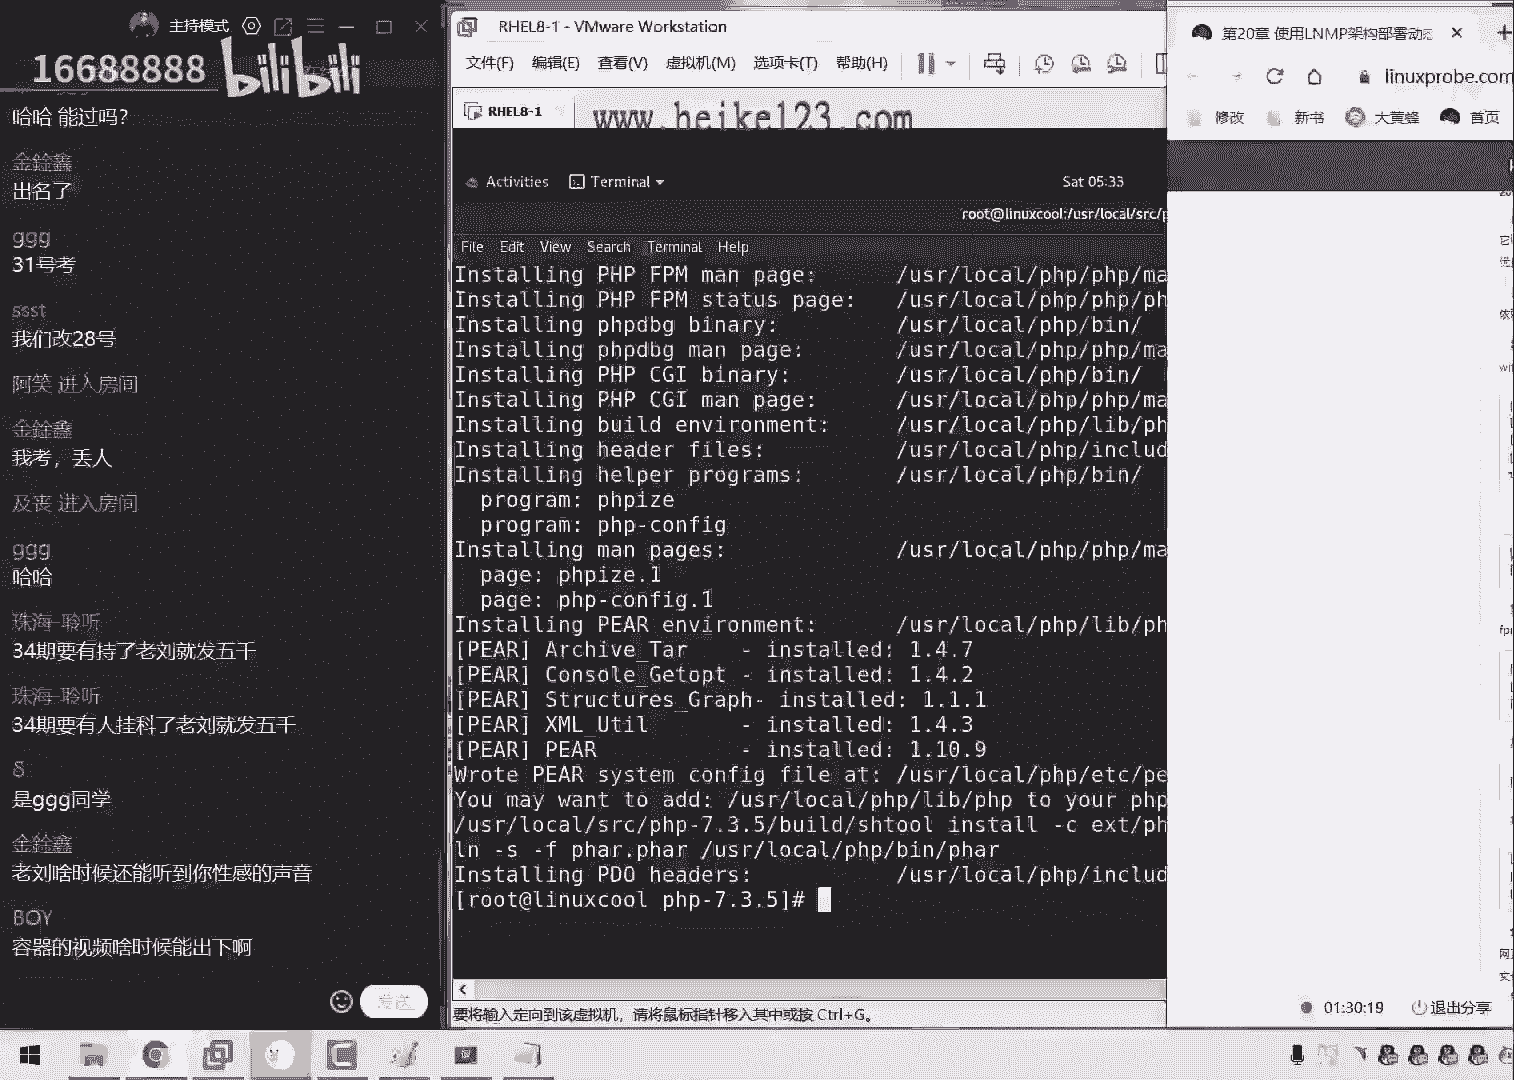 主持模式
16688888 bilibili
哈哈 能过吗?
金銓鑫
出名了
ggg
31号考
ssst
我们改28号
阿笑 进入房间
金銓鑫
我考，丢人
及丧 进入房间
ggg
哈哈
珠海-聆听
34期要有持了老刘就发五千
珠海-聆听
34期要有人挂科了老刘就发五千
S
是ggg同学
金銓鑫
老刘啥时候还能听到你性感的声音
BOY
容器的视频啥时候能出下啊
发送
RHEL8-1 - VMware Workstation
文件(F) 编辑(E) 查看(V) 虚拟机(M) 选项卡(T) 帮助(H)
RHEL8-1
www.heike123.com
Activities Terminal Sat 05:33
root@linuxcool:/usr/local/src/p
File Edit View Search Terminal Help
Installing PHP FPM man page: /usr/local/php/php/ma
Installing PHP FPM status page: /usr/local/php/php/ph
Installing phpdbg binary: /usr/local/php/bin/
Installing phpdbg man page: /usr/local/php/php/ma
Installing PHP CGI binary: /usr/local/php/bin/
Installing PHP CGI man page: /usr/local/php/php/ma
Installing build environment: /usr/local/php/lib/ph
Installing header files: /usr/local/php/includ
Installing helper programs: /usr/local/php/bin/
program: phpize
program: php-config
Installing man pages: /usr/local/php/php/ma
page: phpize.1
page: php-config.1
Installing PEAR environment: /usr/local/php/lib/ph
[PEAR] Archive_Tar - installed: 1.4.7
[PEAR] Console_Getopt - installed: 1.4.2
[PEAR] Structures_Graph- installed: 1.1.1
[PEAR] XML_Util - installed: 1.4.3
[PEAR] PEAR - installed: 1.10.9
Wrote PEAR system config file at: /usr/local/php/etc/pe
You may want to add: /usr/local/php/lib/php to your php
/usr/local/src/php-7.3.5/build/shtool install -c ext/ph
ln -s -f phar.phar /usr/local/php/bin/phar
Installing PDO headers: /usr/local/php/includ
[root@linuxcool php-7.3.5]#
要将输入定向到该虚拟机，请将鼠标指针移入其中或按 Ctrl+G。
第20章 使用LNMP架构部署动
linuxprobe.com
修改 新书 大黄蜂 首页
01:30:19 退出分享